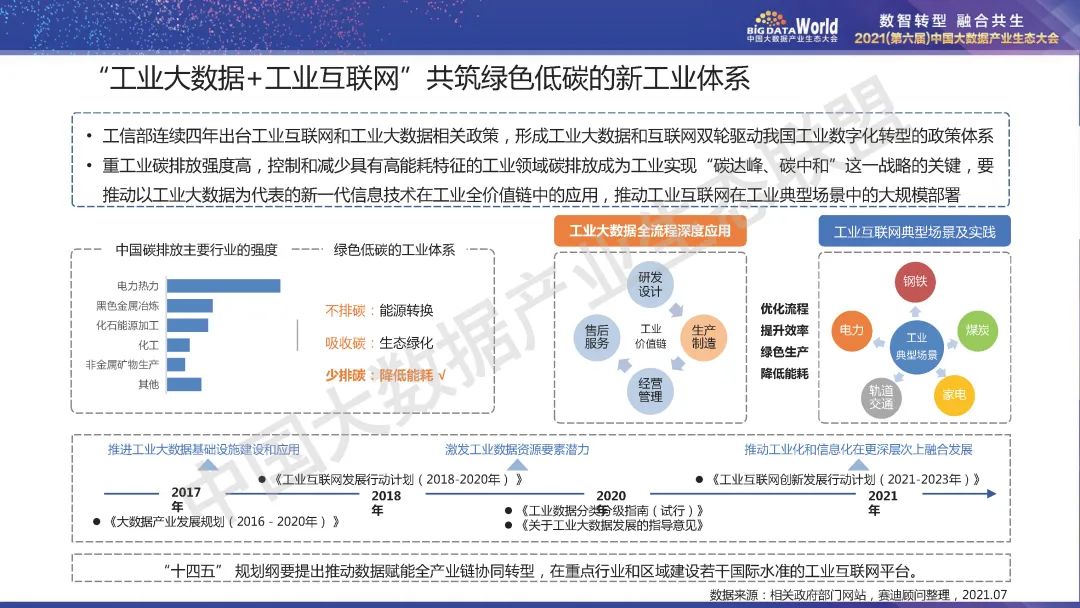 BIG DATA World
中国大数据产业生态大会
数智转型 融合共生
2021(第六届)中国大数据产业生态大会
“工业大数据+工业互联网”共筑绿色低碳的新工业体系
• 工信部连续四年出台工业互联网和工业大数据相关政策，形成工业大数据和互联网双轮驱动我国工业数字化转型的政策体系
• 重工业碳排放强度高，控制和减少具有高能耗特征的工业领域碳排放成为工业实现“碳达峰、碳中和”这一战略的关键，要
推动以工业大数据为代表的新一代信息技术在工业全价值链中的应用，推动工业互联网在工业典型场景中的大规模部署
中国碳排放主要行业的强度
电力热力
黑色金属冶炼
化石能源加工
化工
非金属矿物生产
其他
绿色低碳的工业体系
不排碳：能源转换
吸收碳：生态绿化
少排碳：降低能耗 √
工业大数据全流程深度应用
研发
设计
售后
服务
工业
价值链
生产
制造
经营
管理
优化流程
提升效率
绿色生产
降低能耗
工业互联网典型场景及实践
钢铁
电力
工业
典型场景
煤炭
轨道
交通
家电
推进工业大数据基础设施建设和应用
激发工业数据资源要素潜力
推动工业化和信息化在更深层次上融合发展
● 《工业互联网发展行动计划（2018-2020年）》
● 《工业互联网创新发展行动计划（2021-2023年）》
2017
年
2018
年
2020
年
2021
年
● 《大数据产业发展规划（2016－2020年）》
● 《工业数据分类分级指南（试行）》
● 《关于工业大数据发展的指导意见》
“十四五” 规划纲要提出推动数据赋能全产业链协同转型，在重点行业和区域建设若干国际水准的工业互联网平台。
数据来源：相关政府部门网站，赛迪顾问整理，2021.07
中国大数据产业生态联盟